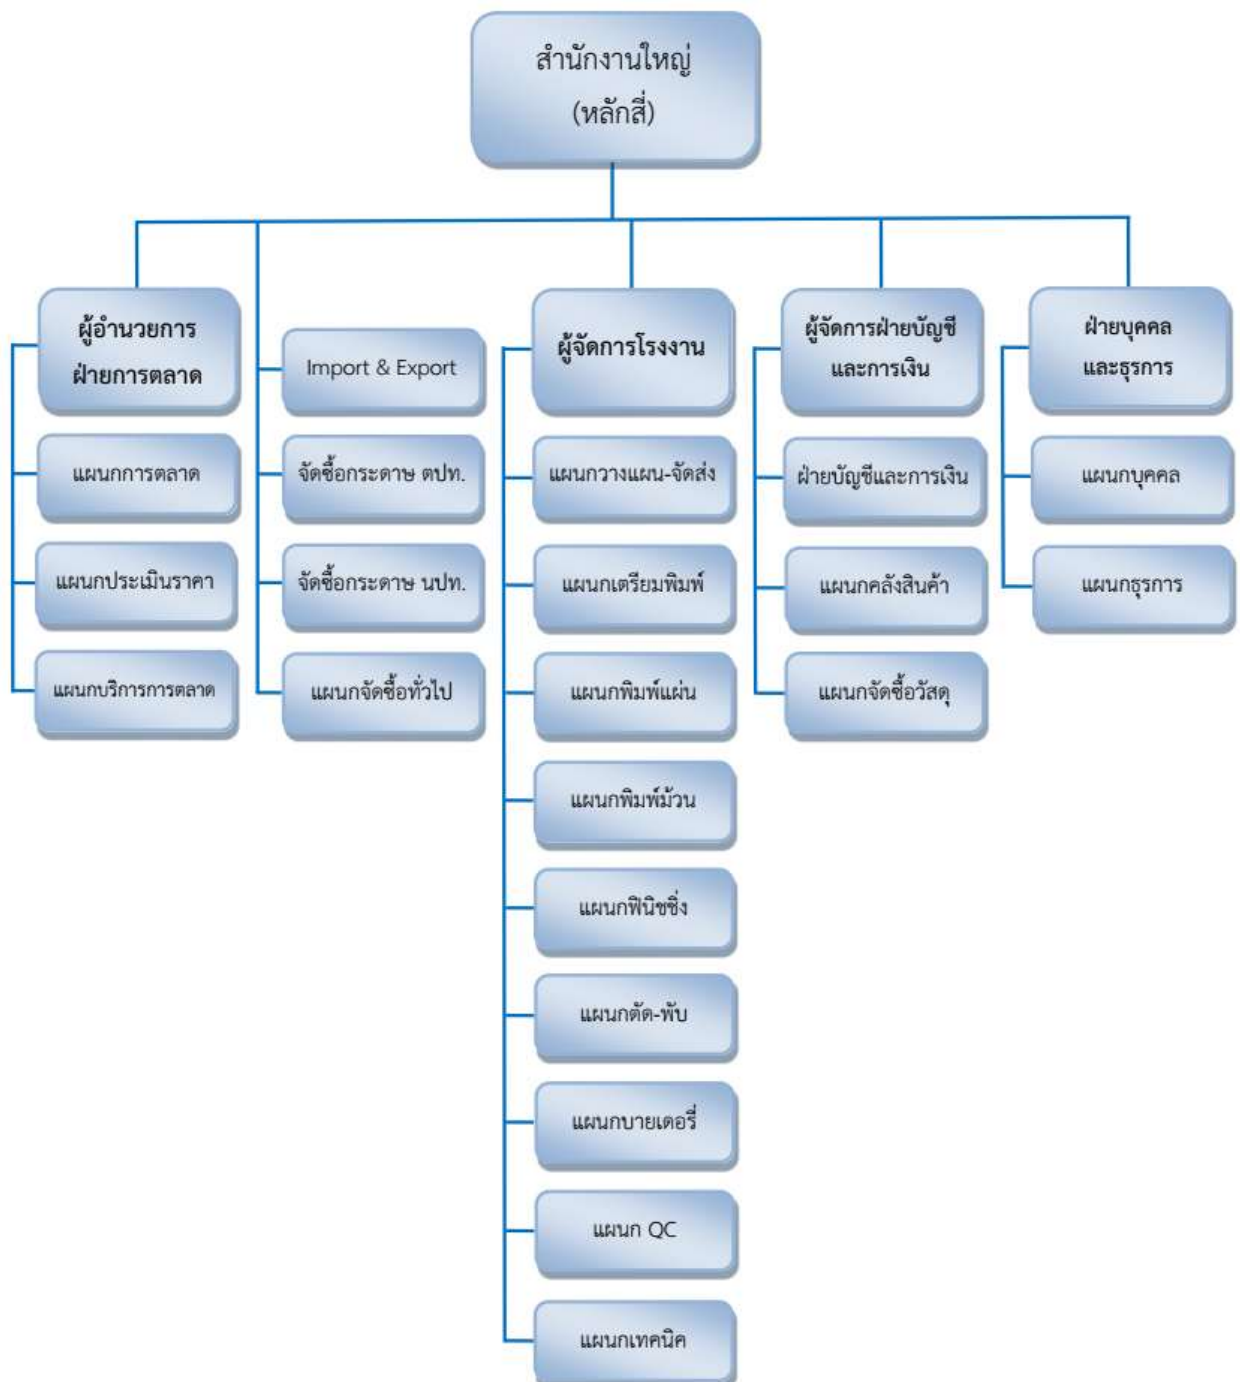 สำนักงานใหญ่
(หลักสี่)
ผู้อำนวยการ
ฝ่ายการตลาด
แผนกการตลาด
แผนกประเมินราคา
แผนกบริการการตลาด
Import & Export
จัดซื้อกระดาษ ตปท.
จัดซื้อกระดาษ นปท.
แผนกจัดซื้อทั่วไป
ผู้จัดการโรงงาน
แผนกวางแผน-จัดส่ง
แผนกเตรียมพิมพ์
แผนกพิมพ์แผ่น
แผนกพิมพ์ม้วน
แผนกฟินิชชิ่ง
แผนกตัด-พับ
แผนกบายเดอรี่
แผนก QC
แผนกเทคนิค
ผู้จัดการฝ่ายบัญชี
และการเงิน
ฝ่ายบัญชีและการเงิน
แผนกคลังสินค้า
แผนกจัดซื้อวัสดุ
ฝ่ายบุคคล
และธุรการ
แผนกบุคคล
แผนกธุรการ